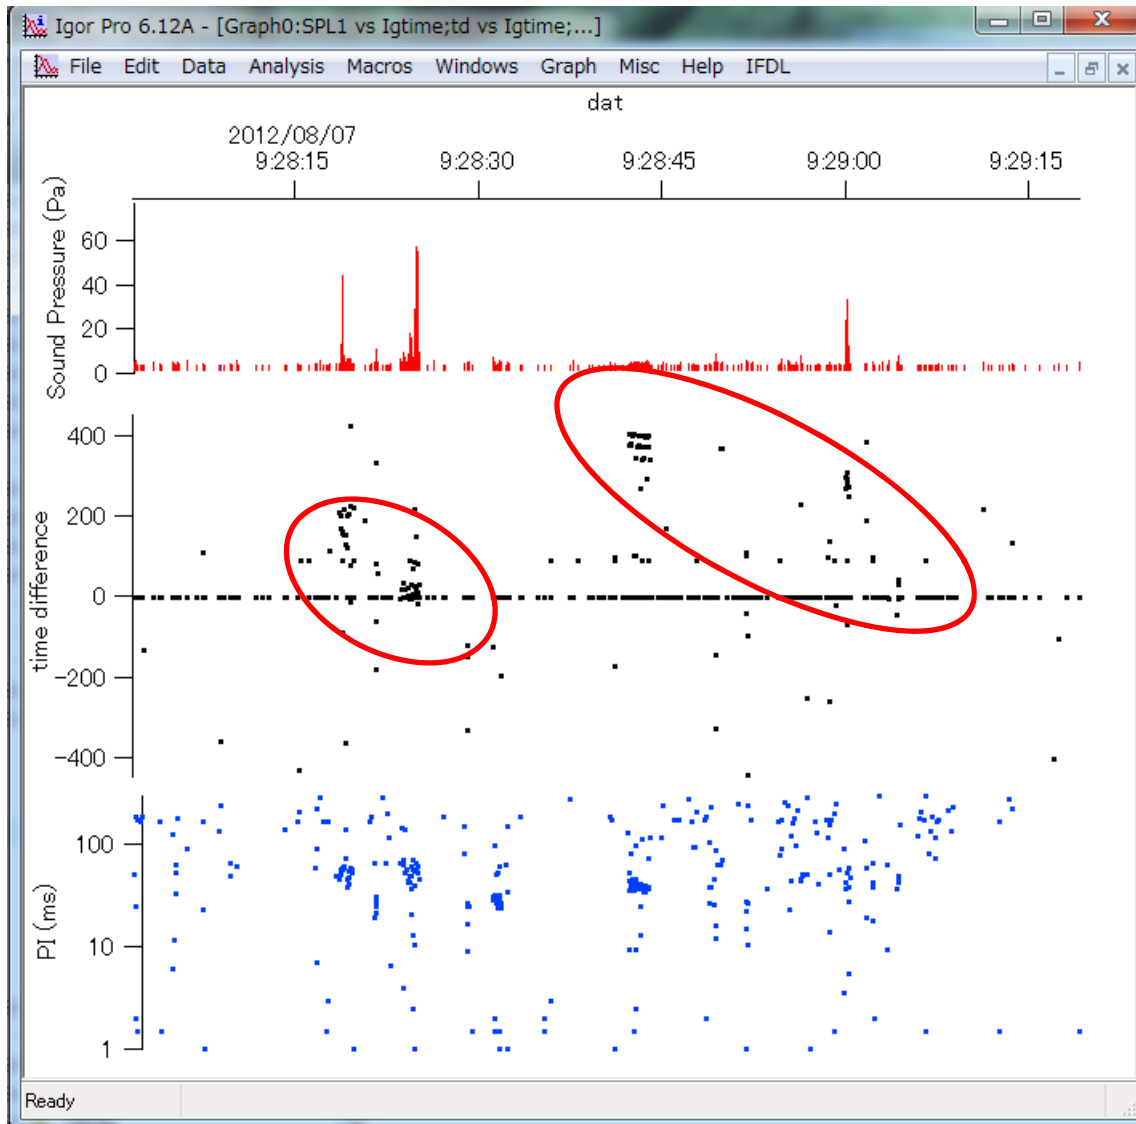 Igor Pro 6.12A - [Graph0:SPL1 vs Igtime;td vs Igtime;...]
File Edit Data Analysis Macros Windows Graph Misc Help IFDL
dat
2012/08/07
9:28:15 9:28:30 9:28:45 9:29:00 9:29:15
Sound Pressure (Pa)
60
40
20
0
time difference
400
200
0
-200
-400
PI (ms)
100
10
1
Ready